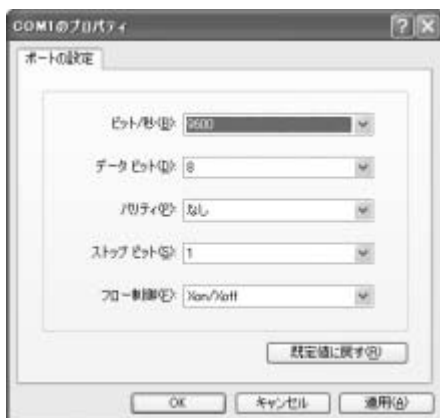 COM1のプロパティ
ポートの設定
ビット/秒(B): 9600
データ ビット(D): 8
パリティ(P): なし
ストップ ビット(S): 1
フロー制御(F): Xon/Xoff
既定値に戻す(R)
OK キャンセル 適用(A)